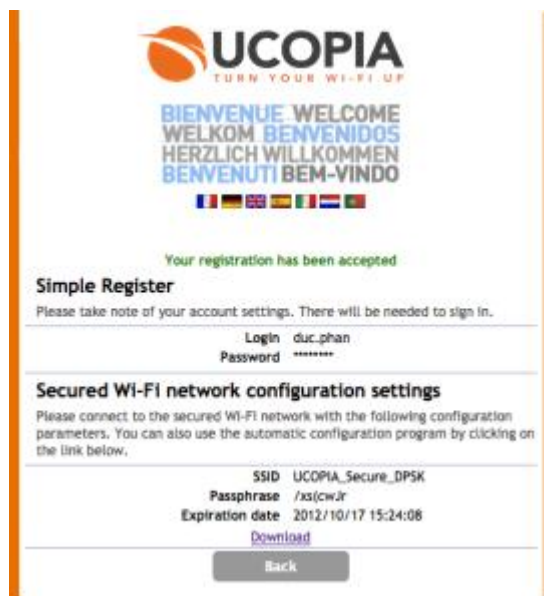 UCOPIA
TURN YOUR WI-FI UP
BIENVENUE WELCOME
WELKOM BENVENIDOS
HERZLICH WILLKOMMEN
BENVENUTI BEM-VINDO
Your registration has been accepted
Simple Register
Please take note of your account settings. There will be needed to sign in.
Login duc.phan
Password ********
Secured Wi-Fi network configuration settings
Please connect to the secured Wi-Fi network with the following configuration
parameters. You can also use the automatic configuration program by clicking on
the link below.
SSID UCOPIA_Secure_DPSK
Passphrase /xs(cwJr
Expiration date 2012/10/17 15:24:08
Download
Back